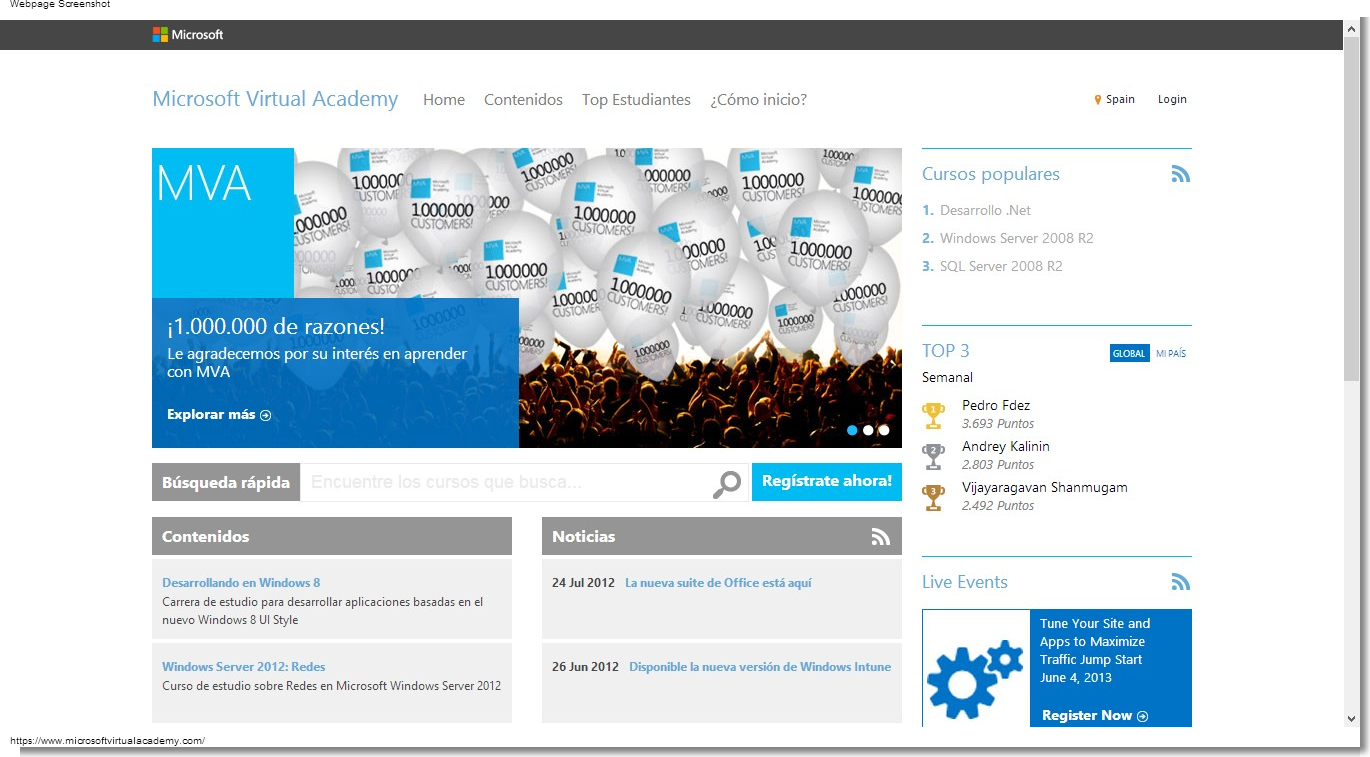 Webpage Screenshot
Microsoft
Microsoft Virtual Academy Home Contenidos Top Estudiantes ¿Cómo inicio? Spain Login
MVA
1.000.000 CUSTOMERS!
¡1.000.000 de razones!
Le agradecemos por su interés en aprender
con MVA
Explorar más
Búsqueda rápida Encuentre los cursos que busca... Regístrate ahora!
Contenidos
Desarrollando en Windows 8
Carrera de estudio para desarrollar aplicaciones basadas en el
nuevo Windows 8 UI Style
Windows Server 2012: Redes
Curso de estudio sobre Redes en Microsoft Windows Server 2012
Noticias
24 Jul 2012 La nueva suite de Office está aquí
26 Jun 2012 Disponible la nueva versión de Windows Intune
Cursos populares
1. Desarrollo .Net
2. Windows Server 2008 R2
3. SQL Server 2008 R2
TOP 3 GLOBAL MI PAÍS
Semanal
1 Pedro Fdez
3.693 Puntos
2 Andrey Kalinin
2.803 Puntos
3 Vijayaragavan Shanmugam
2.492 Puntos
Live Events
Tune Your Site and
Apps to Maximize
Traffic Jump Start
June 4, 2013
Register Now
https://www.microsoftvirtualacademy.com/